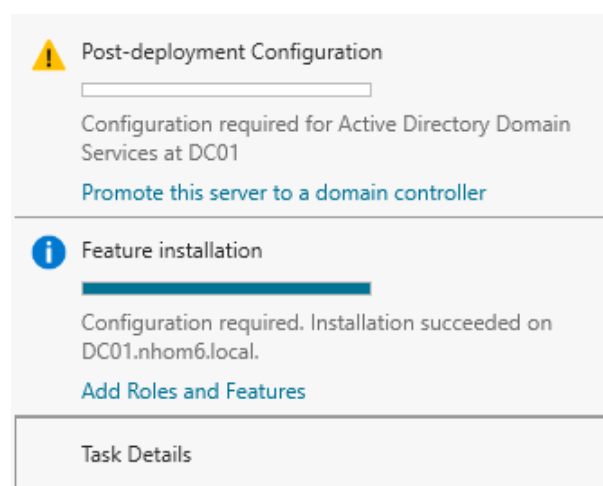 Post-deployment Configuration
Configuration required for Active Directory Domain
Services at DC01
Promote this server to a domain controller
Feature installation
Configuration required. Installation succeeded on
DC01.nhom6.local.
Add Roles and Features
Task Details